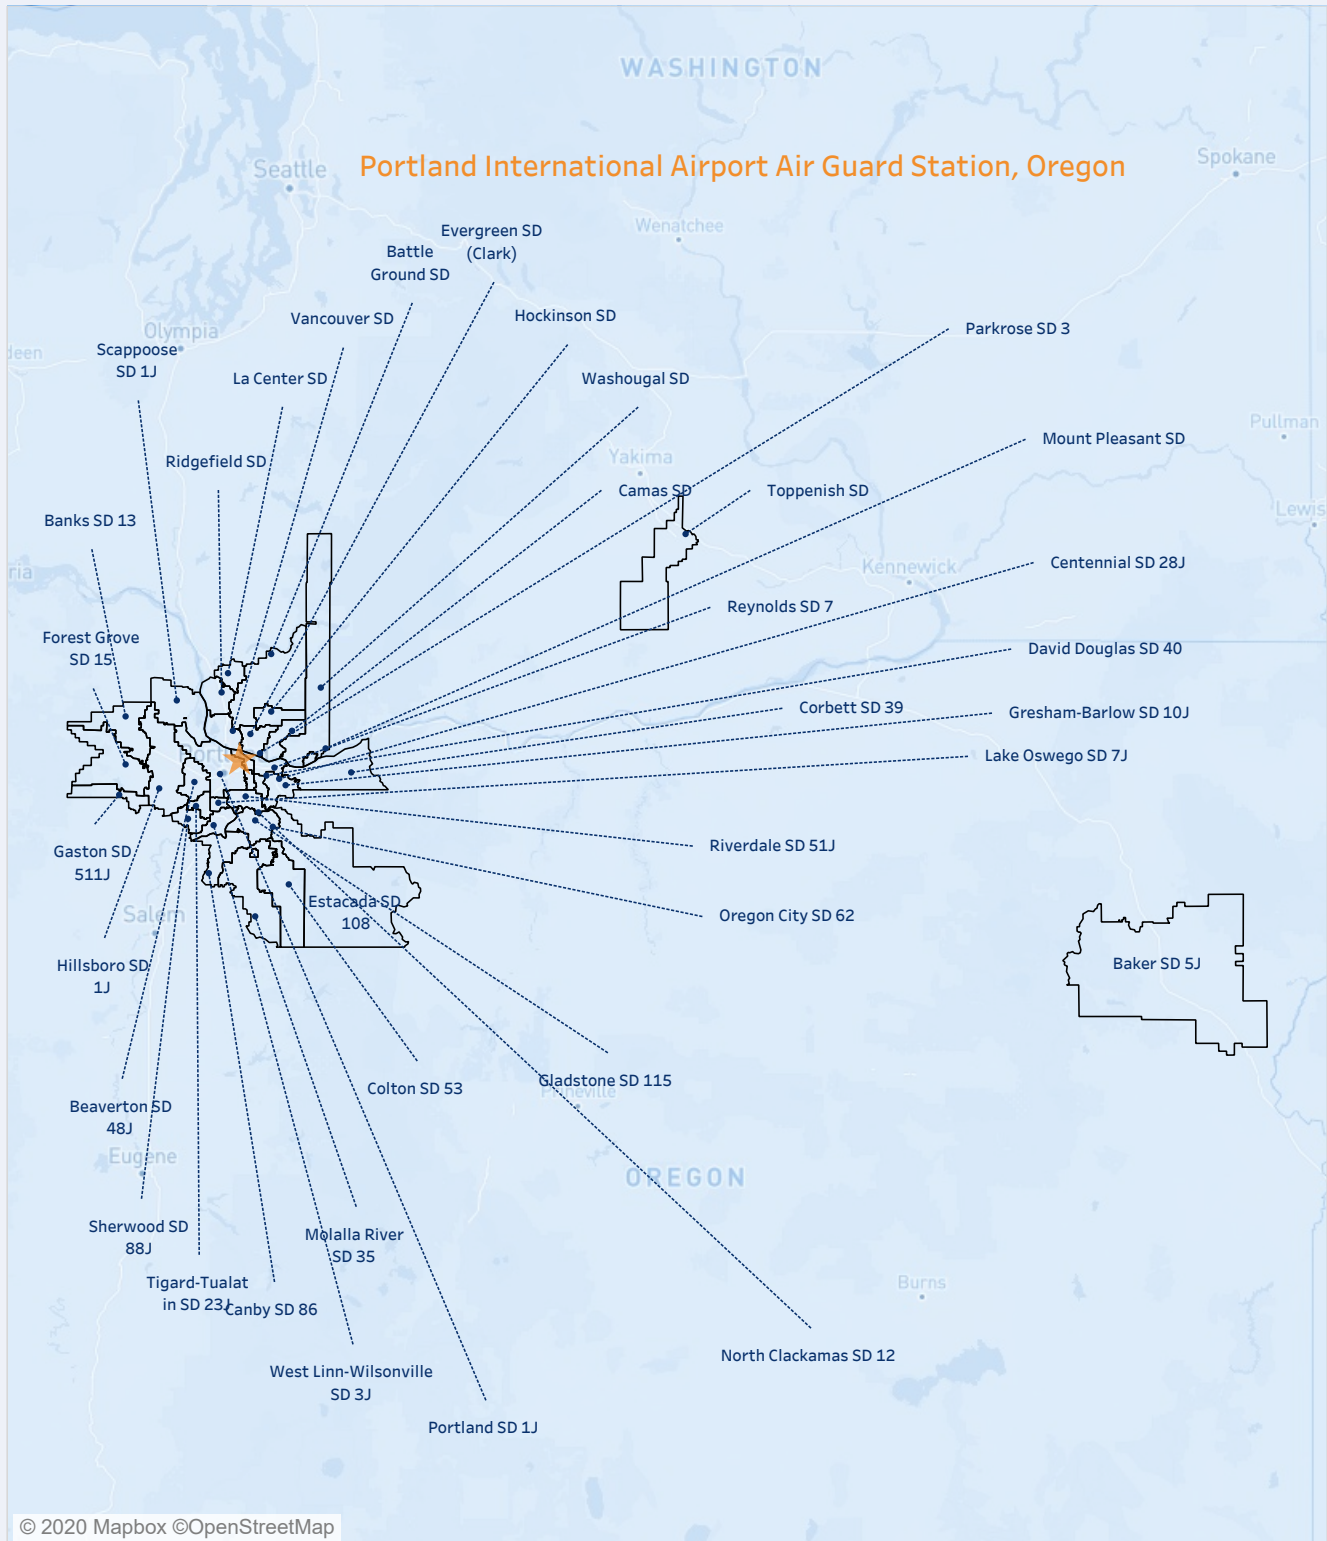 WASHINGTON
Spokane
Portland International Airport Air Guard Station, Oregon
Seattle
Wenatchee
Evergreen SD
(Clark)
Battle
Ground SD
Hockinson SD
Vancouver SD
Parkrose SD 3
Olympia
deen
Scappoose
SD 1J
La Center SD
Washougal SD
Pullman
Mount Pleasant SD
Yakima
Ridgefield SD
Camas SD
Toppenish SD
Lewis
Banks SD 13
Centennial SD 28J
Kennewick
ria
Reynolds SD 7
Forest Grove
SD 15
David Douglas SD 40
Corbett SD 39
Gresham-Barlow SD 10J
Portland
Lake Oswego SD 7J
Riverdale SD 51J
Gaston SD
511J
Estacada SD
108
Salem
Oregon City SD 62
Hillsboro SD
1J
Baker SD 5J
Colton SD 53
Gladstone SD 115
Prineville
Beaverton SD
48J
Eugene
OREGON
Sherwood SD
88J
Molalla River
SD 35
Tigard-Tualat
in SD 23J
Canby SD 86
Burns
North Clackamas SD 12
West Linn-Wilsonville
SD 3J
Portland SD 1J
© 2020 Mapbox ©OpenStreetMap